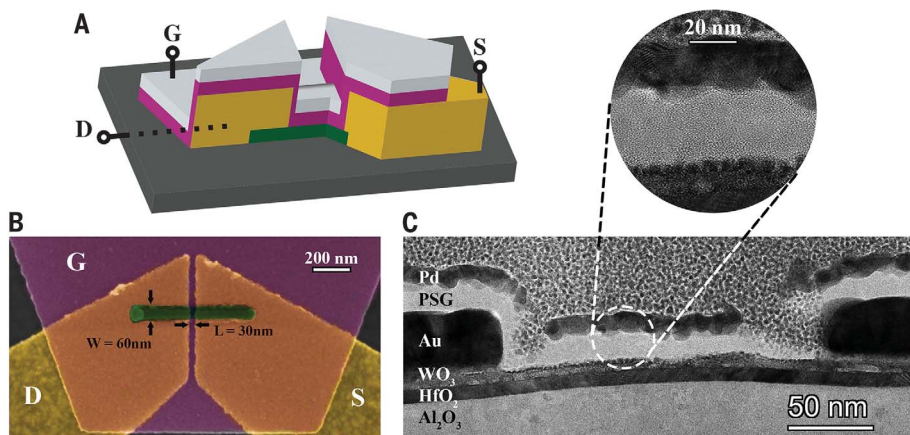 A
G
S
D
20 nm
B
G
200 nm
W = 60nm
L = 30nm
D
S
C
Pd
PSG
Au
WO₃
HfO₂
Al₂O₃
50 nm